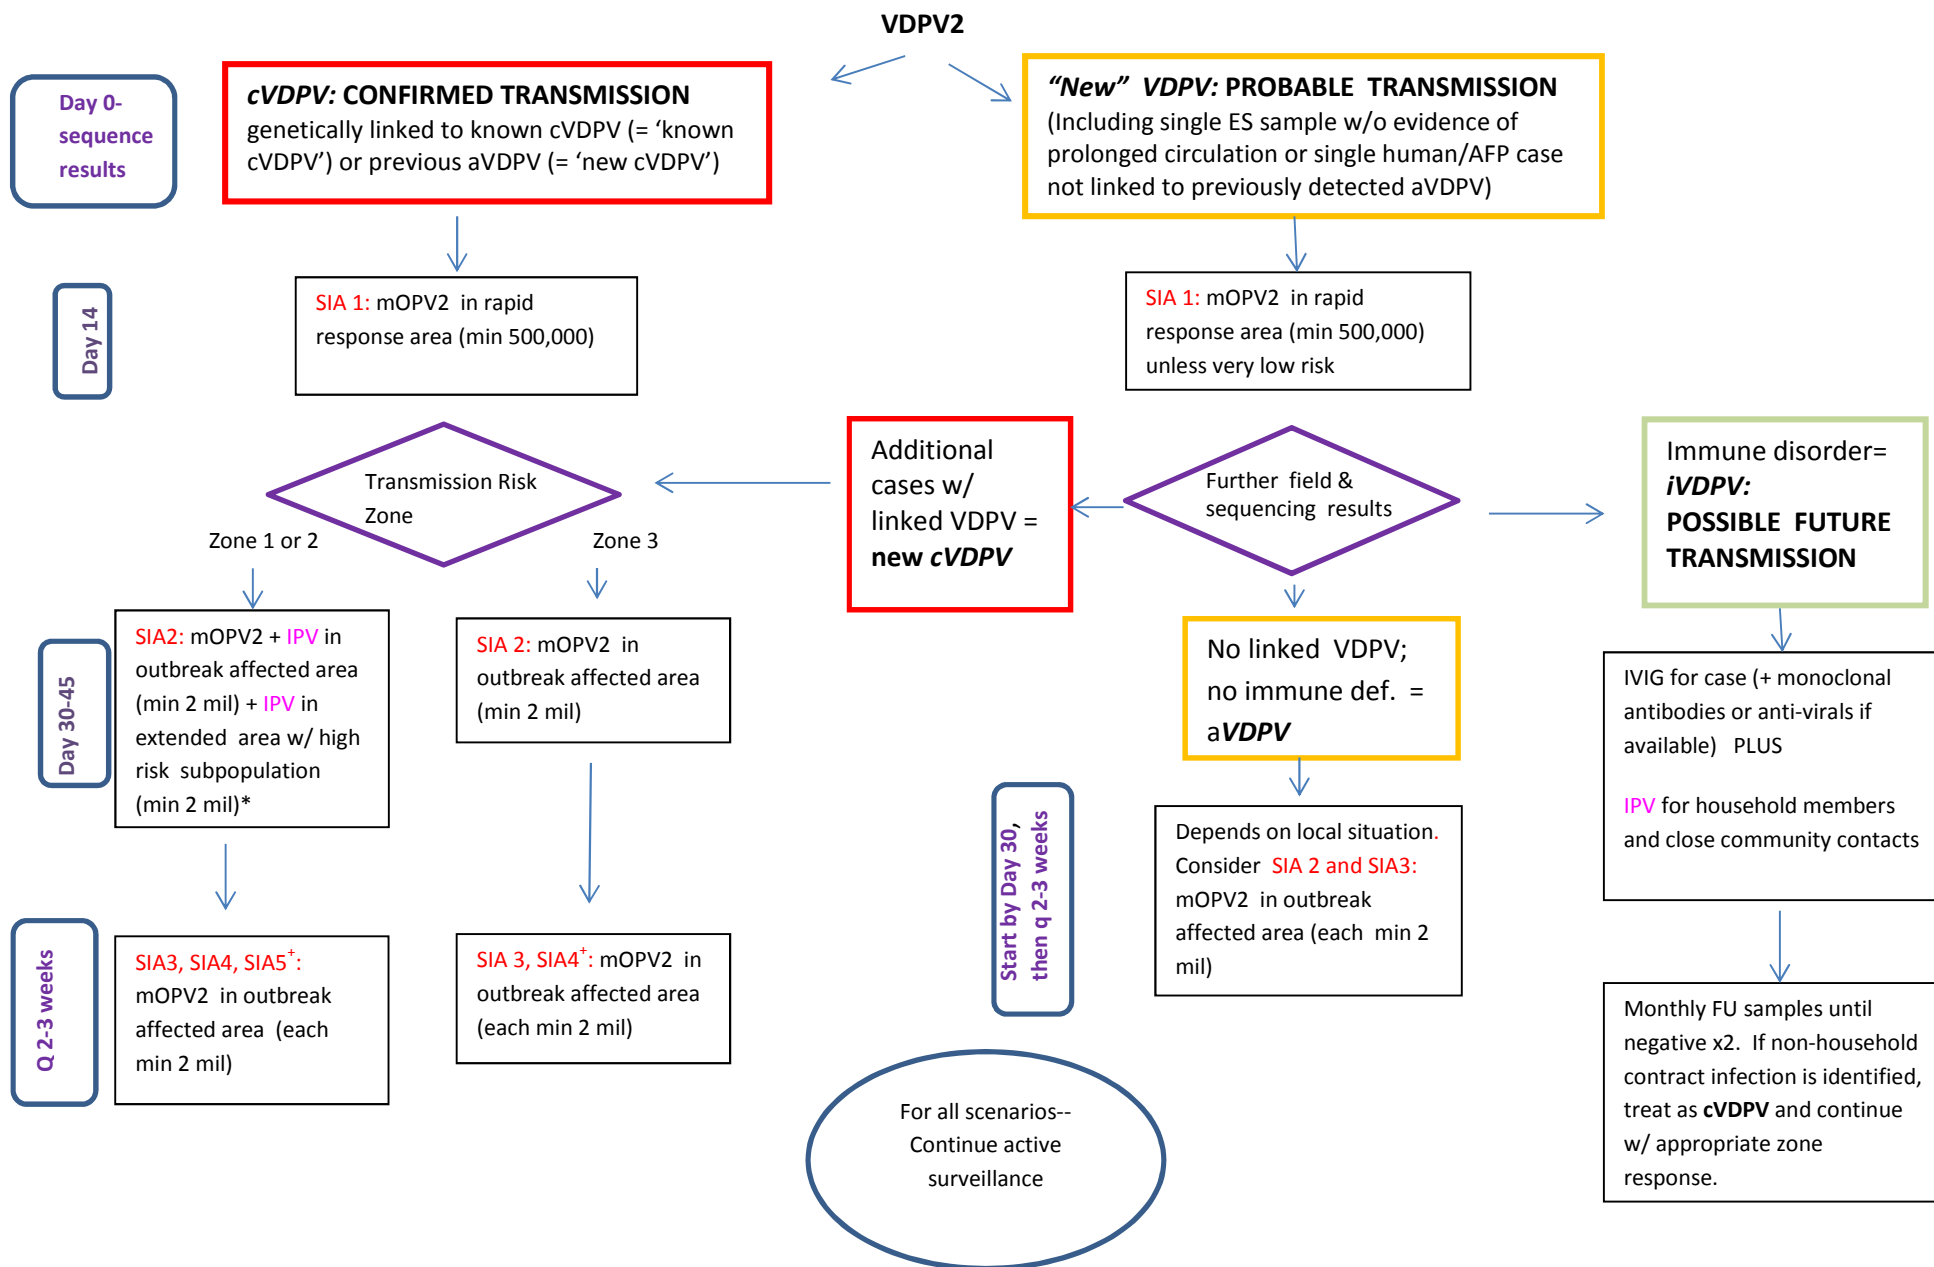 VDPV2
Day 0-
sequence
results
cVDPV: CONFIRMED TRANSMISSION
genetically linked to known cVDPV (= ‘known
cVDPV’) or previous aVDPV (= ‘new cVDPV’)
“New” VDPV: PROBABLE TRANSMISSION
(Including single ES sample w/o evidence of
prolonged circulation or single human/AFP case
not linked to previously detected aVDPV)
Day 14
SIA 1: mOPV2 in rapid
response area (min 500,000)
SIA 1: mOPV2 in rapid
response area (min 500,000)
unless very low risk
Transmission Risk
Zone
Zone 1 or 2
Zone 3
Additional
cases w/
linked VDPV =
new cVDPV
Further field &
sequencing results
Immune disorder=
iVDPV:
POSSIBLE FUTURE
TRANSMISSION
Day 30-45
SIA2: mOPV2 + IPV in
outbreak affected area
(min 2 mil) + IPV in
extended area w/ high
risk subpopulation
(min 2 mil)*
SIA 2: mOPV2 in
outbreak affected area
(min 2 mil)
No linked VDPV;
no immune def. =
aVDPV
IVIG for case (+ monoclonal
antibodies or anti-virals if
available) PLUS
IPV for household members
and close community contacts
Start by Day 30,
then q 2-3 weeks
Depends on local situation.
Consider SIA 2 and SIA3:
mOPV2 in outbreak
affected area (each min 2
mil)
Q 2-3 weeks
SIA3, SIA4, SIA5+:
mOPV2 in outbreak
affected area (each
min 2 mil)
SIA 3, SIA4+: mOPV2 in
outbreak affected area
(each min 2 mil)
Monthly FU samples until
negative x2. If non-household
contract infection is identified,
treat as cVDPV and continue
w/ appropriate zone
response.
For all scenarios--
Continue active
surveillance